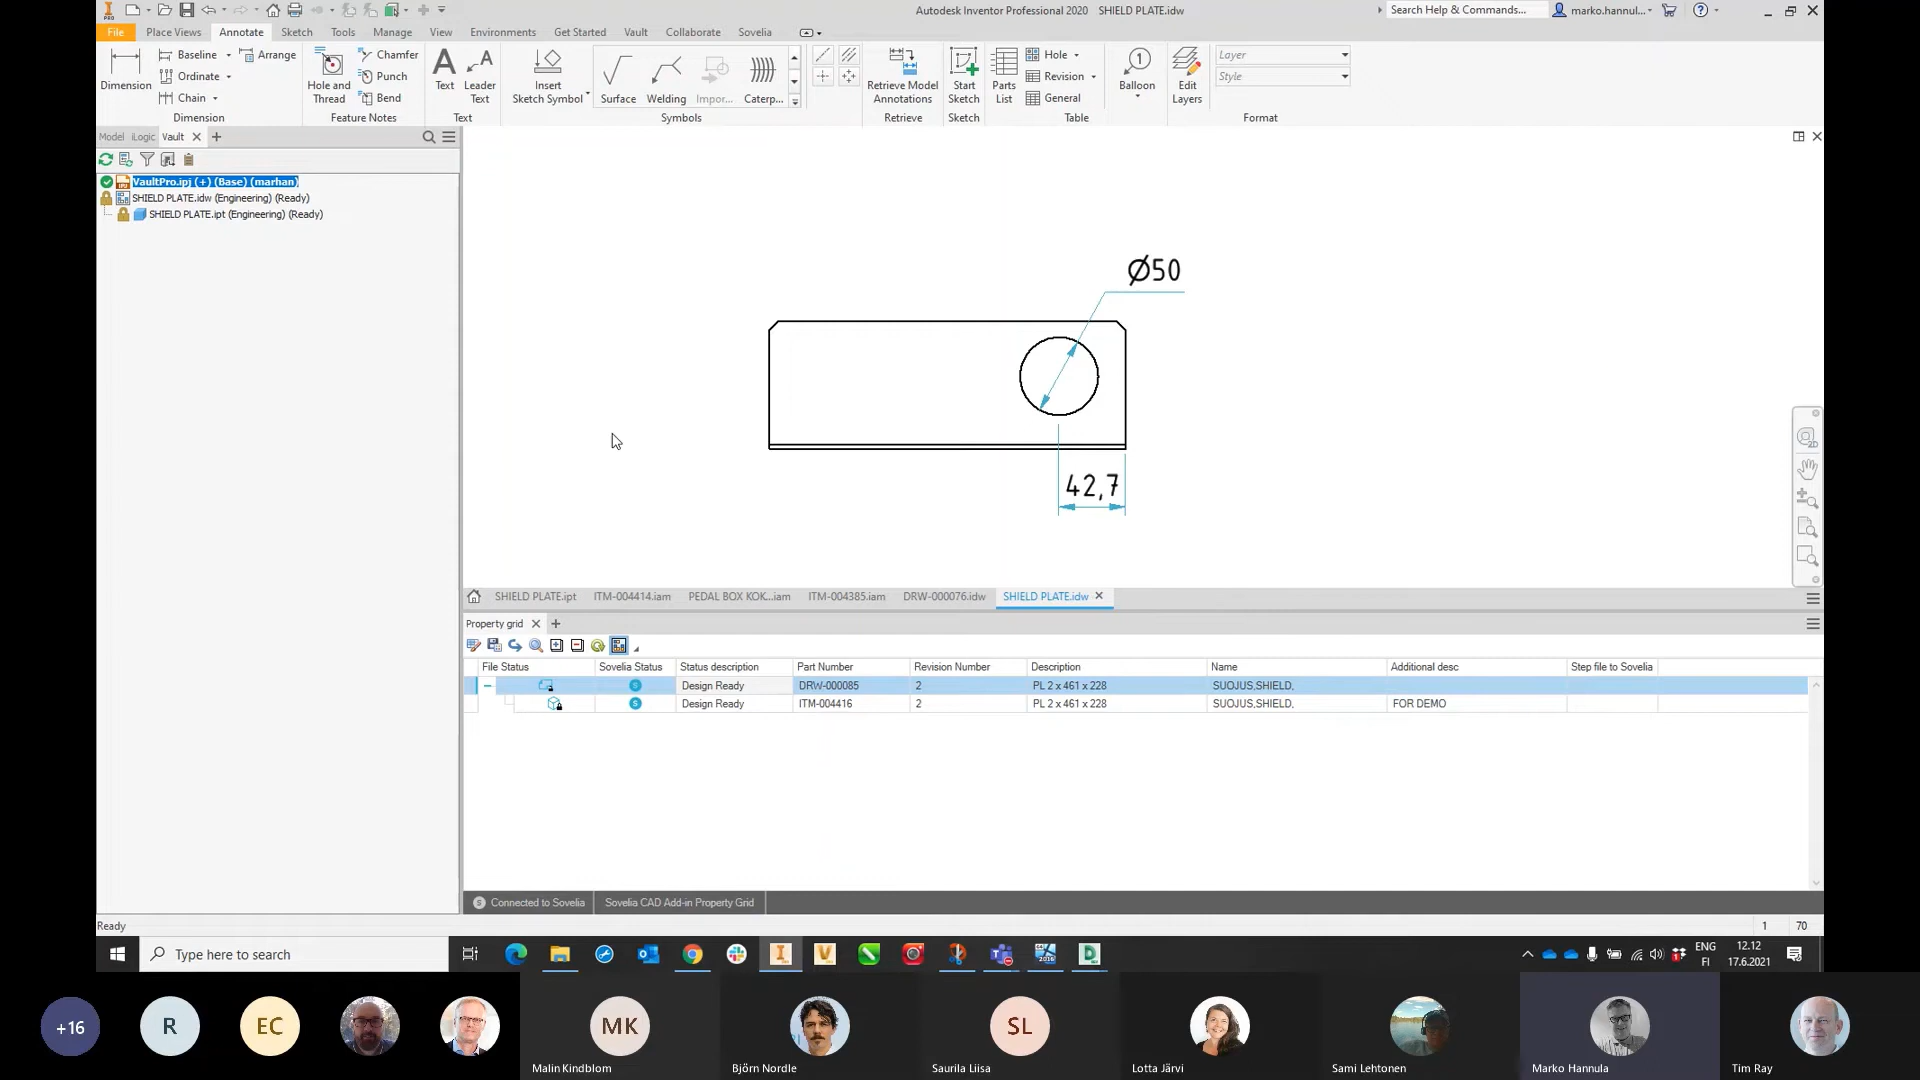 PRO
Autodesk Inventor Professional 2020 SHIELD PLATE.idw
Search Help & Commands...
marko.hannul...
File
Place Views
Annotate
Sketch
Tools
Manage
View
Environments
Get Started
Vault
Collaborate
Sovelia
Dimension
Baseline
Arrange
Ordinate
Chain
Dimension
Hole and
Thread
Chamfer
Punch
Bend
Feature Notes
Text
Leader
Text
Text
Insert
Sketch Symbol
Surface
Welding
Impor...
Caterp...
Symbols
Retrieve Model
Annotations
Retrieve
Start
Sketch
Sketch
Parts
List
Hole
Revision
General
Table
Balloon
Edit
Layers
Layer
Style
Format
Model
iLogic
Vault
VaultPro.ipj (+) (Base) (marhan)
SHIELD PLATE.idw (Engineering) (Ready)
SHIELD PLATE.ipt (Engineering) (Ready)
Ø50
42,7
SHIELD PLATE.ipt
ITM-004414.iam
PEDAL BOX KOK...iam
ITM-004385.iam
DRW-000076.idw
SHIELD PLATE.idw
Property grid
File Status
Sovelia Status
Status description
Part Number
Revision Number
Description
Name
Additional desc
Step file to Sovelia
Design Ready
DRW-000085
2
PL 2 x 461 x 228
SUOJUS,SHIELD,
Design Ready
ITM-004416
2
PL 2 x 461 x 228
SUOJUS,SHIELD,
FOR DEMO
Connected to Sovelia
Sovelia CAD Add-in Property Grid
Ready
1
70
Type here to search
ENG
FI
12.12
17.6.2021
+16
R
EC
MK
Malin Kindblom
Björn Nordle
SL
Saurila Liisa
Lotta Järvi
Sami Lehtonen
Marko Hannula
Tim Ray